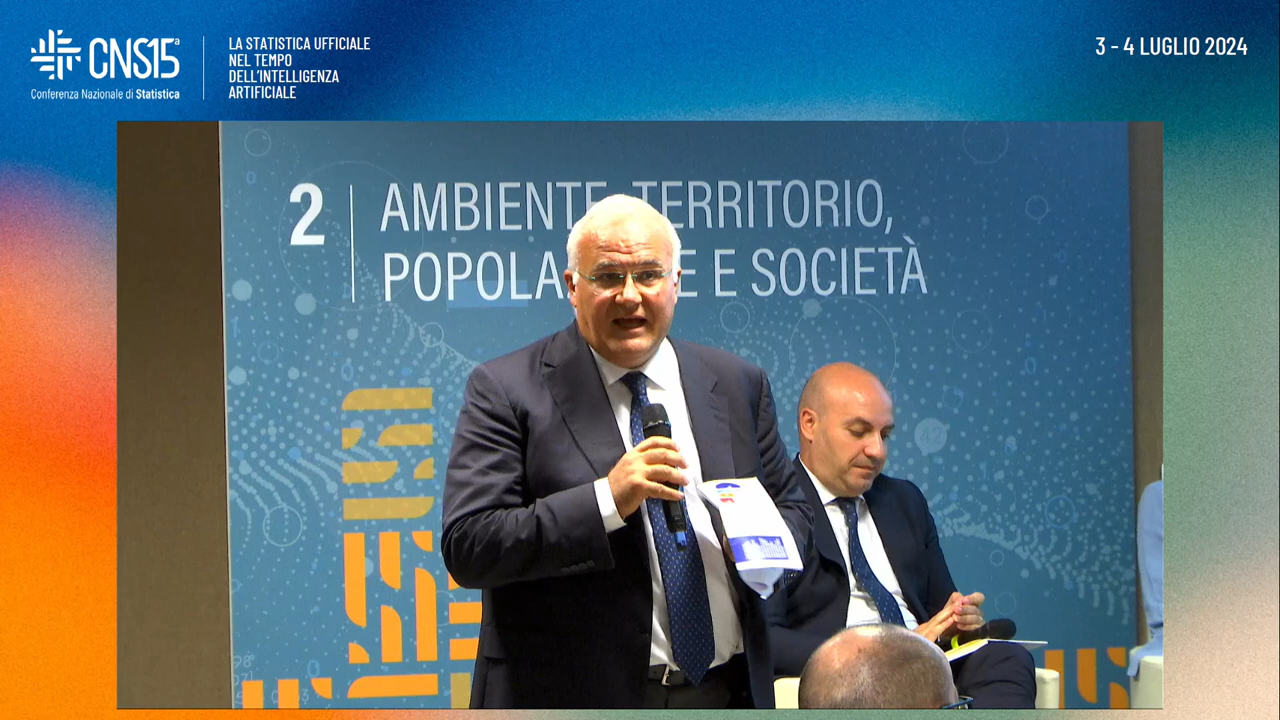 CNS15ª
Conferenza Nazionale di Statistica
LA STATISTICA UFFICIALE
NEL TEMPO
DELL'INTELLIGENZA
ARTIFICIALE
3 - 4 LUGLIO 2024
2
AMBIENTE, TERRITORIO,
POPOLA E E SOCIETÀ